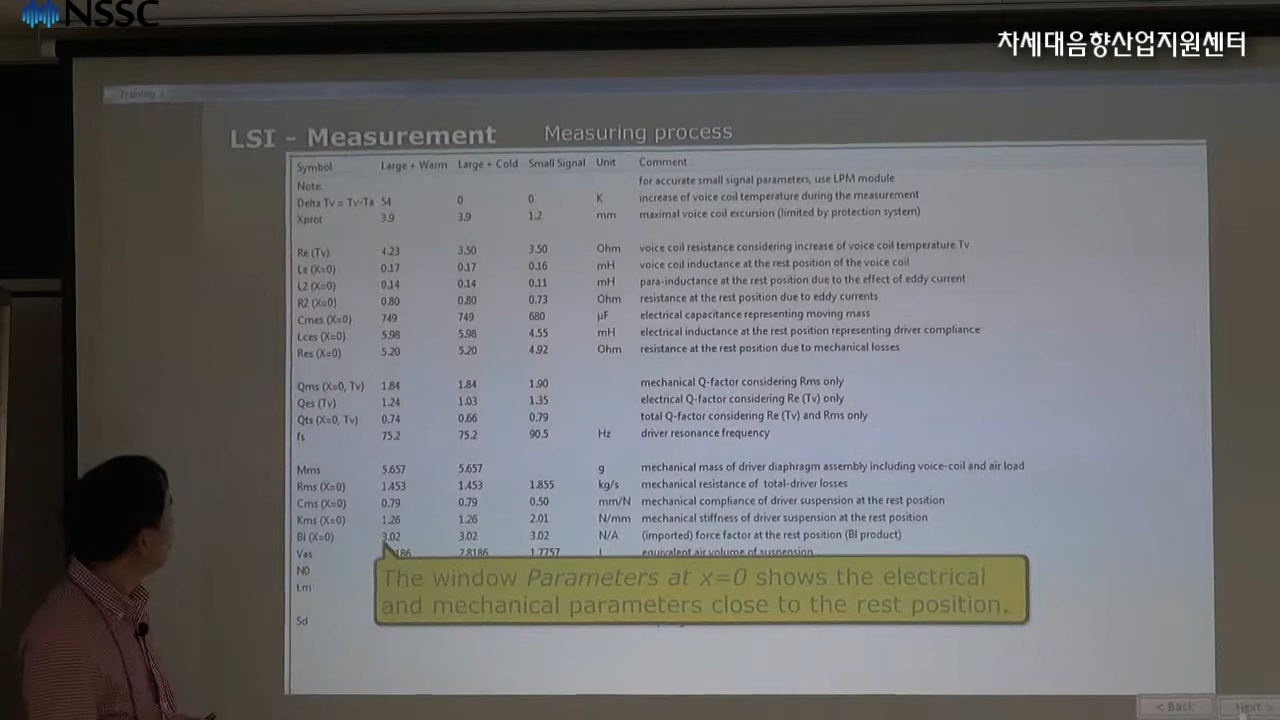 NSSC
차세대음향산업지원센터
Training 3
LSI - Measurement Measuring process
Symbol Large + Warm Large + Cold Small Signal Unit Comment
Note for accurate small signal parameters, use LPM module
Delta Tv = Tv-Ta 54 0 0 K increase of voice coil temperature during the measurement
Xprot 3.9 3.9 1.2 mm maximal voice coil excursion (limited by protection system)
Re (Tv) 4.23 3.50 3.50 Ohm voice coil resistance considering increase of voice coil temperature Tv
Le (X=0) 0.17 0.17 0.16 mH voice coil inductance at the rest position of the voice coil
L2 (X=0) 0.14 0.14 0.11 mH para-inductance at the rest position due to the effect of eddy current
R2 (X=0) 0.80 0.80 0.73 Ohm resistance at the rest position due to eddy currents
Cmes (X=0) 749 749 680 µF electrical capacitance representing moving mass
Lces (X=0) 5.98 5.98 4.55 mH electrical inductance at the rest position representing driver compliance
Res (X=0) 5.20 5.20 4.92 Ohm resistance at the rest position due to mechanical losses
Qms (X=0, Tv) 1.84 1.84 1.90 mechanical Q-factor considering Rms only
Qes (Tv) 1.24 1.03 1.35 electrical Q-factor considering Re (Tv) only
Qts (X=0, Tv) 0.74 0.66 0.79 total Q-factor considering Re (Tv) and Rms only
fs 75.2 75.2 90.5 Hz driver resonance frequency
Mms 5.657 5.657 g mechanical mass of driver diaphragm assembly including voice-coil and air load
Rms (X=0) 1.453 1.453 1.855 kg/s mechanical resistance of total-driver losses
Cms (X=0) 0.79 0.79 0.50 mm/N mechanical compliance of driver suspension at the rest position
Kms (X=0) 1.26 1.26 2.01 N/mm mechanical stiffness of driver suspension at the rest position
Bl (X=0) 3.02 3.02 3.02 N/A (imported) force factor at the rest position (Bl product)
Vas 2.8186 1.7757 l equivalent air volume of suspension
N0
Lm
The window Parameters at x=0 shows the electrical
and mechanical parameters close to the rest position.
Sd
< Back Next >